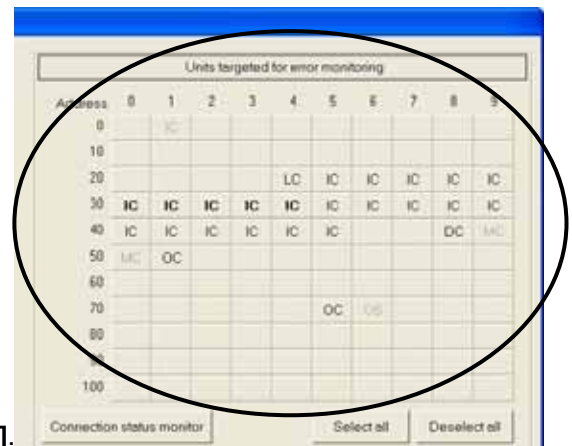 Units targeted for error monitoring
Address 0 1 2 3 4 5 6 7 8 9
0 IC
10
20 LC IC IC IC IC IC
30 IC IC IC IC IC IC IC IC IC IC
40 IC IC IC IC IC IC DC MC
50 MC OC
60
70 OC OS
80
90
100
Connection status monitor Select all Deselect all
].